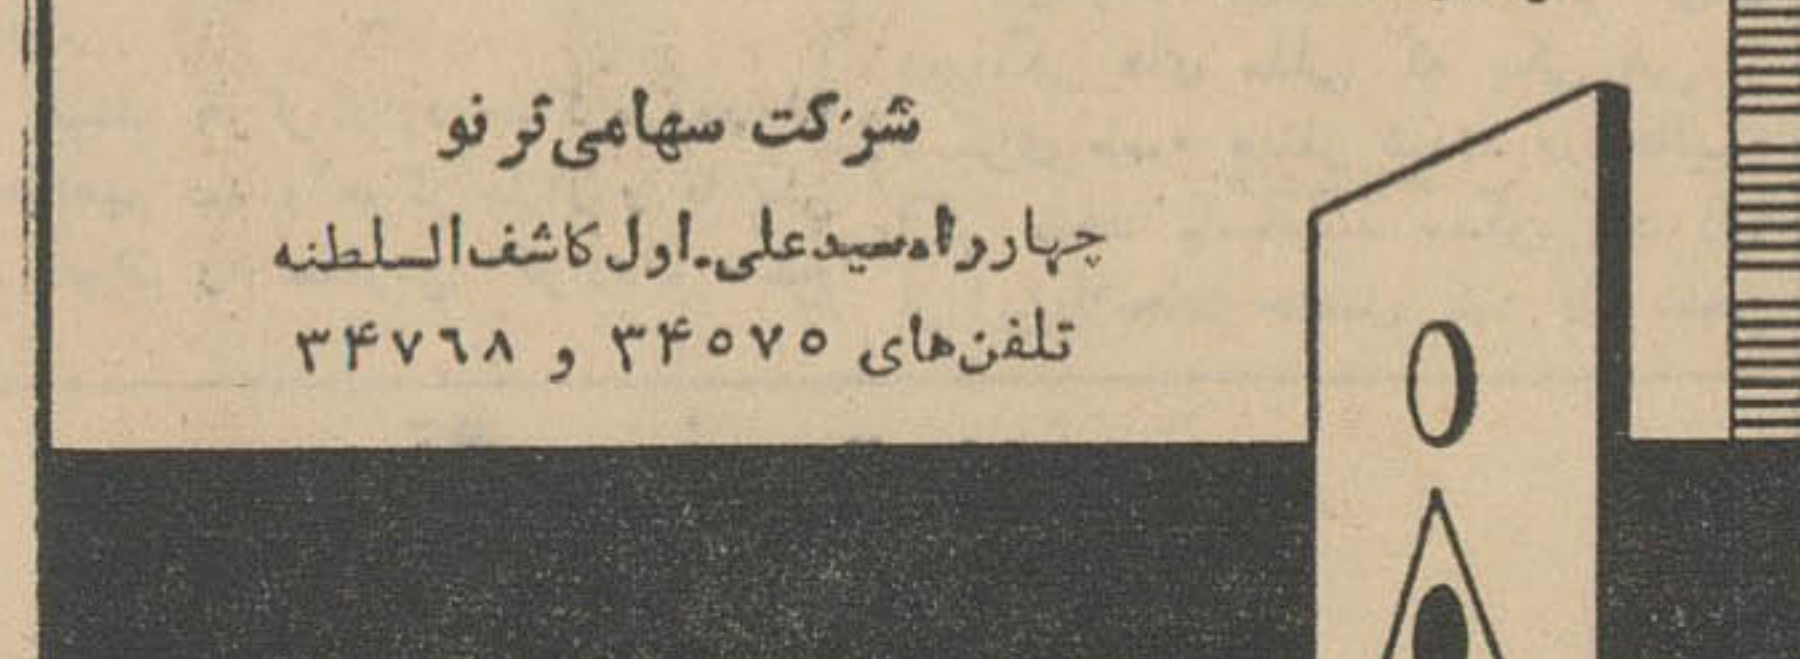 شرکت سهامی ترنو
چهارراه سید علی - اول کاشف السلطنه
تلفن‌های ۳۴۵۷۵ و ۳۴۷۶۸